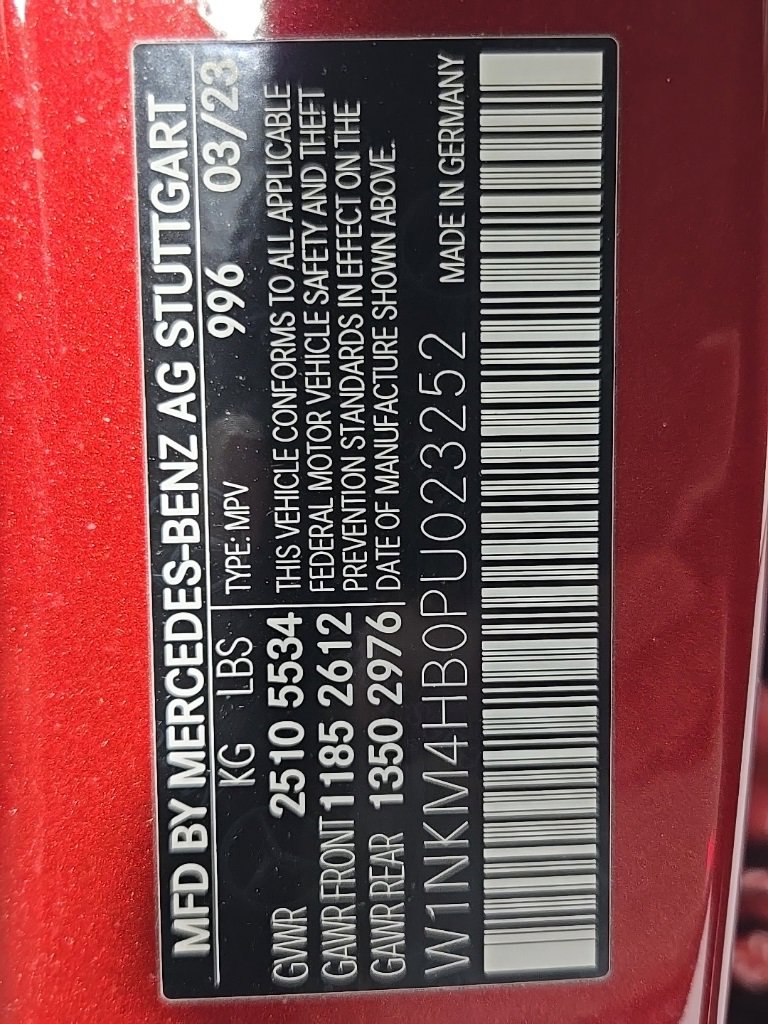 MFD BY MERCEDES-BENZ AG STUTTGART
KG LBS TYPE: MPV 996 03/23
GVWR 2510 5534 THIS VEHICLE CONFORMS TO ALL APPLICABLE
GAWR FRONT 1185 2612 FEDERAL MOTOR VEHICLE SAFETY AND THEFT
PREVENTION STANDARDS IN EFFECT ON THE
GAWR REAR 1350 2976 DATE OF MANUFACTURE SHOWN ABOVE.
W1NKM4HB0PU023252 MADE IN GERMANY